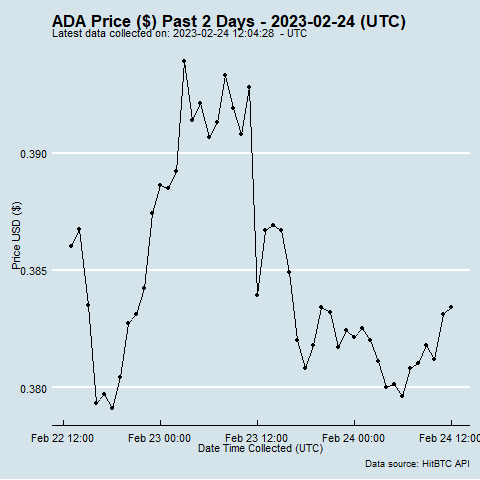 ADA Price ($) Past 2 Days - 2023-02-24 (UTC)
Latest data collected on: 2023-02-24 12:04:28 - UTC
0.390
0.385
0.380
Price USD ($)
Feb 22 12:00 Feb 23 00:00 Feb 23 12:00 Feb 24 00:00 Feb 24 12:00
Date Time Collected (UTC)
Data source: HitBTC API